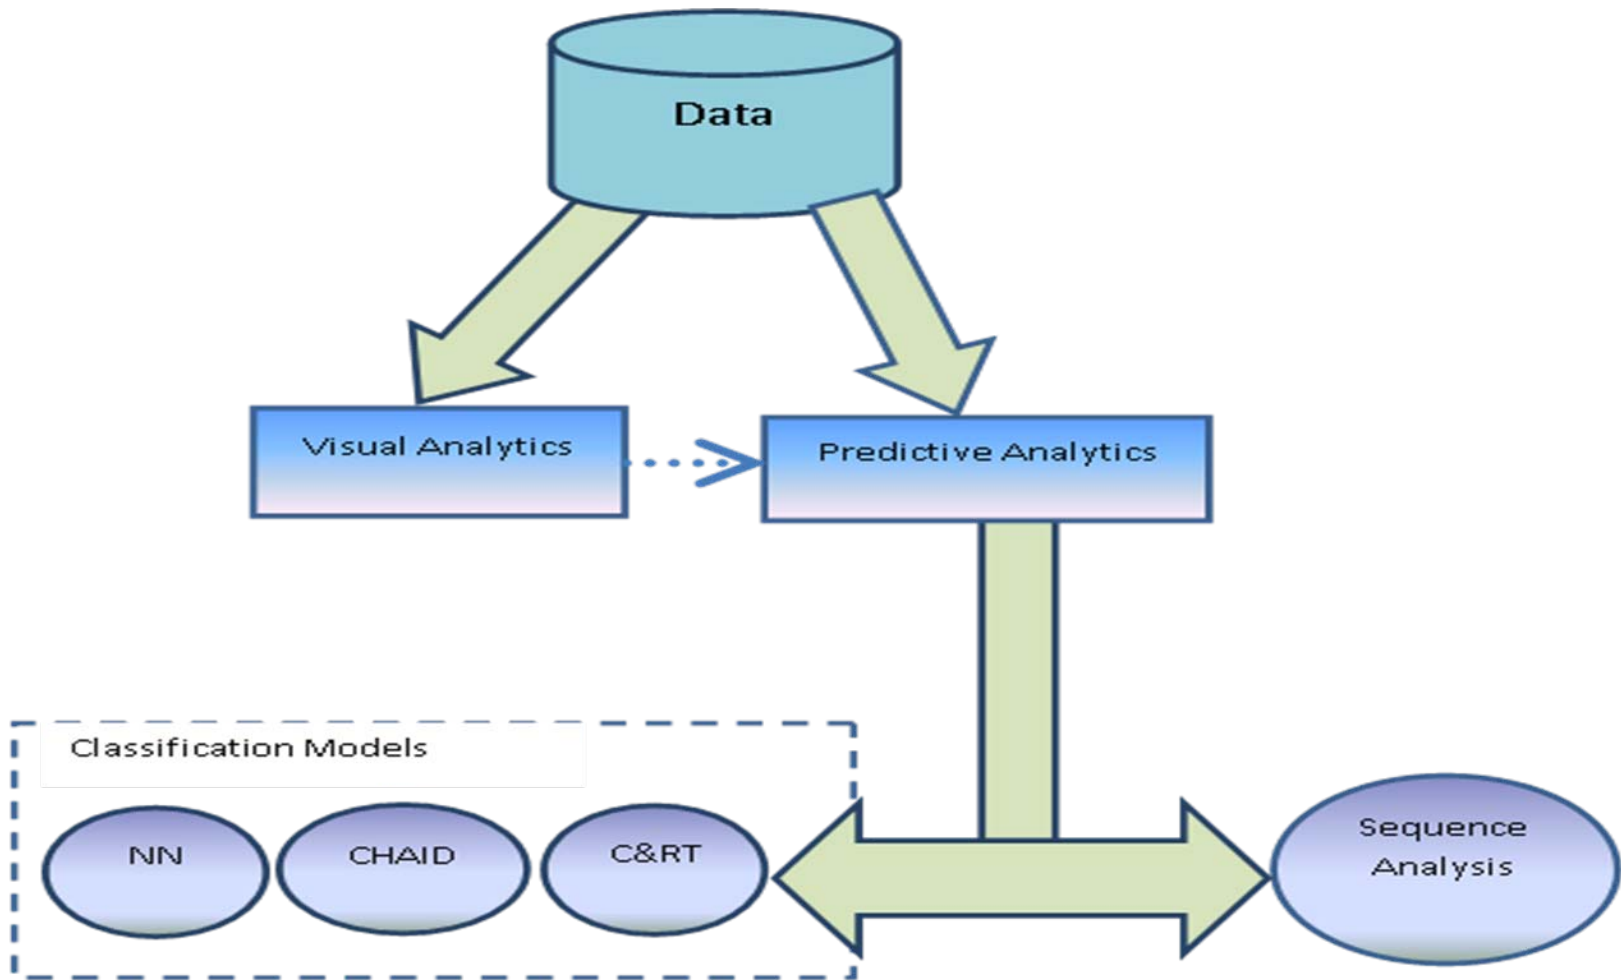 Data
Visual Analytics
Predictive Analytics
Classification Models
NN
CHAID
C&RT
Sequence
Analysis